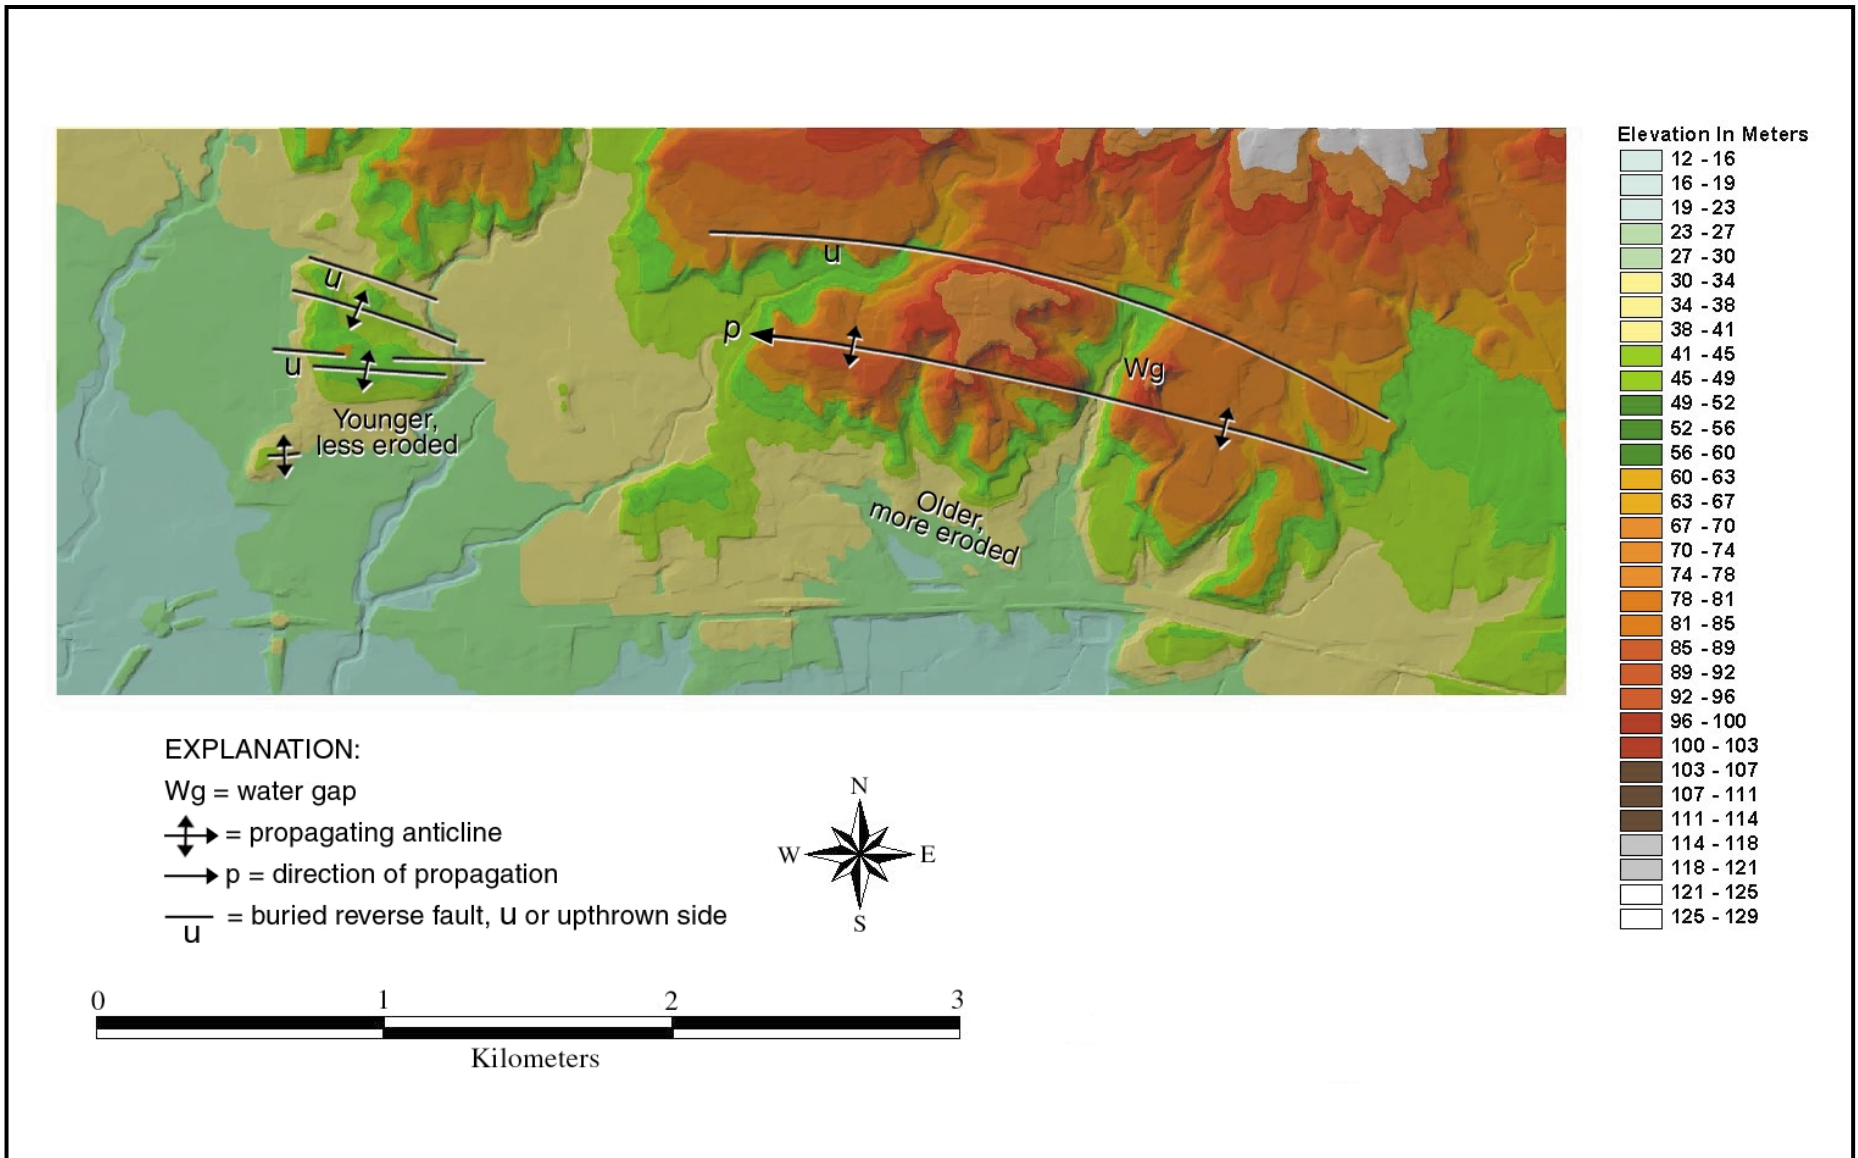 u
u
u
p
Wg
Younger,
less eroded
Older,
more eroded
Elevation In Meters
12 - 16
16 - 19
19 - 23
23 - 27
27 - 30
30 - 34
34 - 38
38 - 41
41 - 45
45 - 49
49 - 52
52 - 56
56 - 60
60 - 63
63 - 67
67 - 70
70 - 74
74 - 78
78 - 81
81 - 85
85 - 89
89 - 92
92 - 96
96 - 100
100 - 103
103 - 107
107 - 111
111 - 114
114 - 118
118 - 121
121 - 125
125 - 129
EXPLANATION:
Wg = water gap
= propagating anticline
p = direction of propagation
= buried reverse fault, u or upthrown side
u
N
W E
S
0 1 2 3
Kilometers